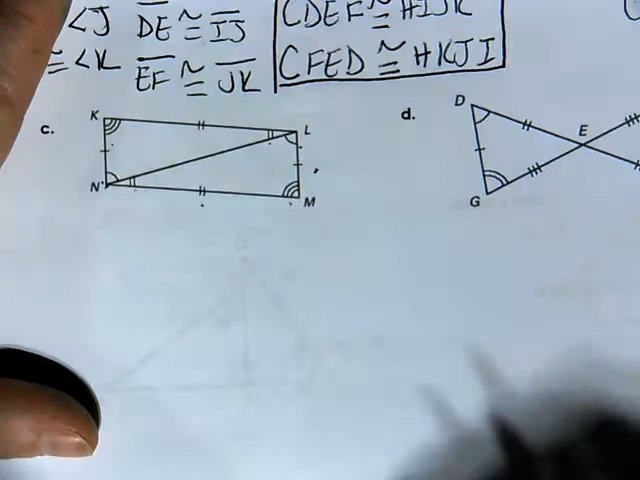 <J DE ≅ IJ CDEF ≅ HIJK
≅ <K EF ≅ JK CFED ≅ HKJI
c. K L N M
d. D E G